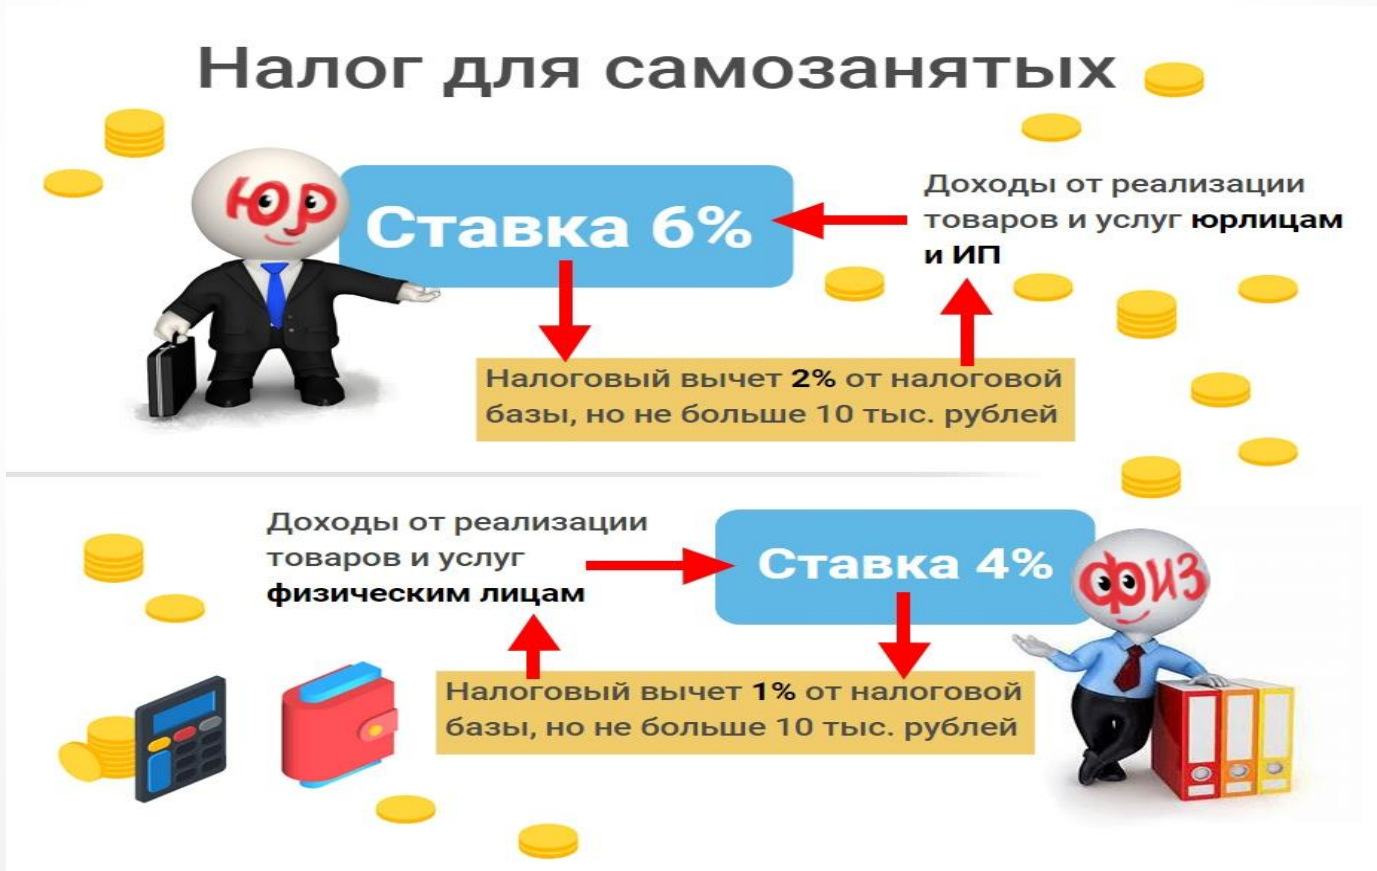 Налог для самозанятых
ЮР
Ставка 6%
Доходы от реализации
товаров и услуг юрлицам
и ИП
Налоговый вычет 2% от налоговой
базы, но не больше 10 тыс. рублей
Доходы от реализации
товаров и услуг
физическим лицам
Ставка 4%
физ
Налоговый вычет 1% от налоговой
базы, но не больше 10 тыс. рублей